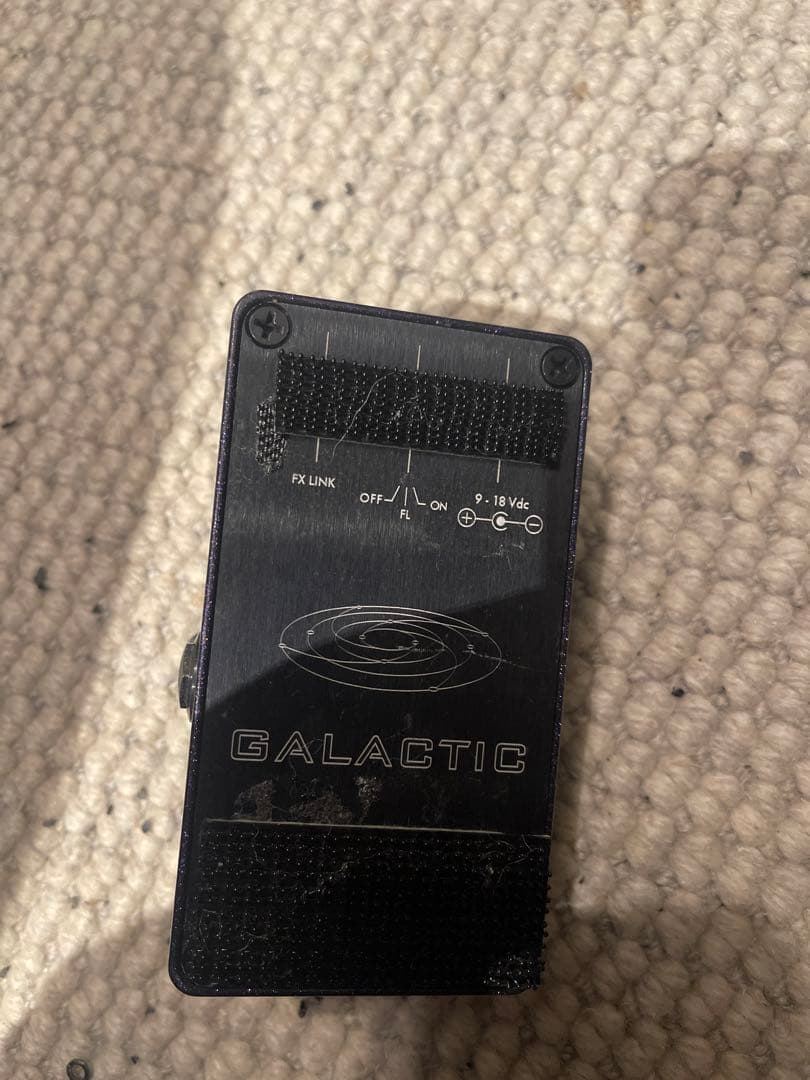 FX LINK
OFF FL ON
9 - 18 Vdc
+ -
GALACTIC